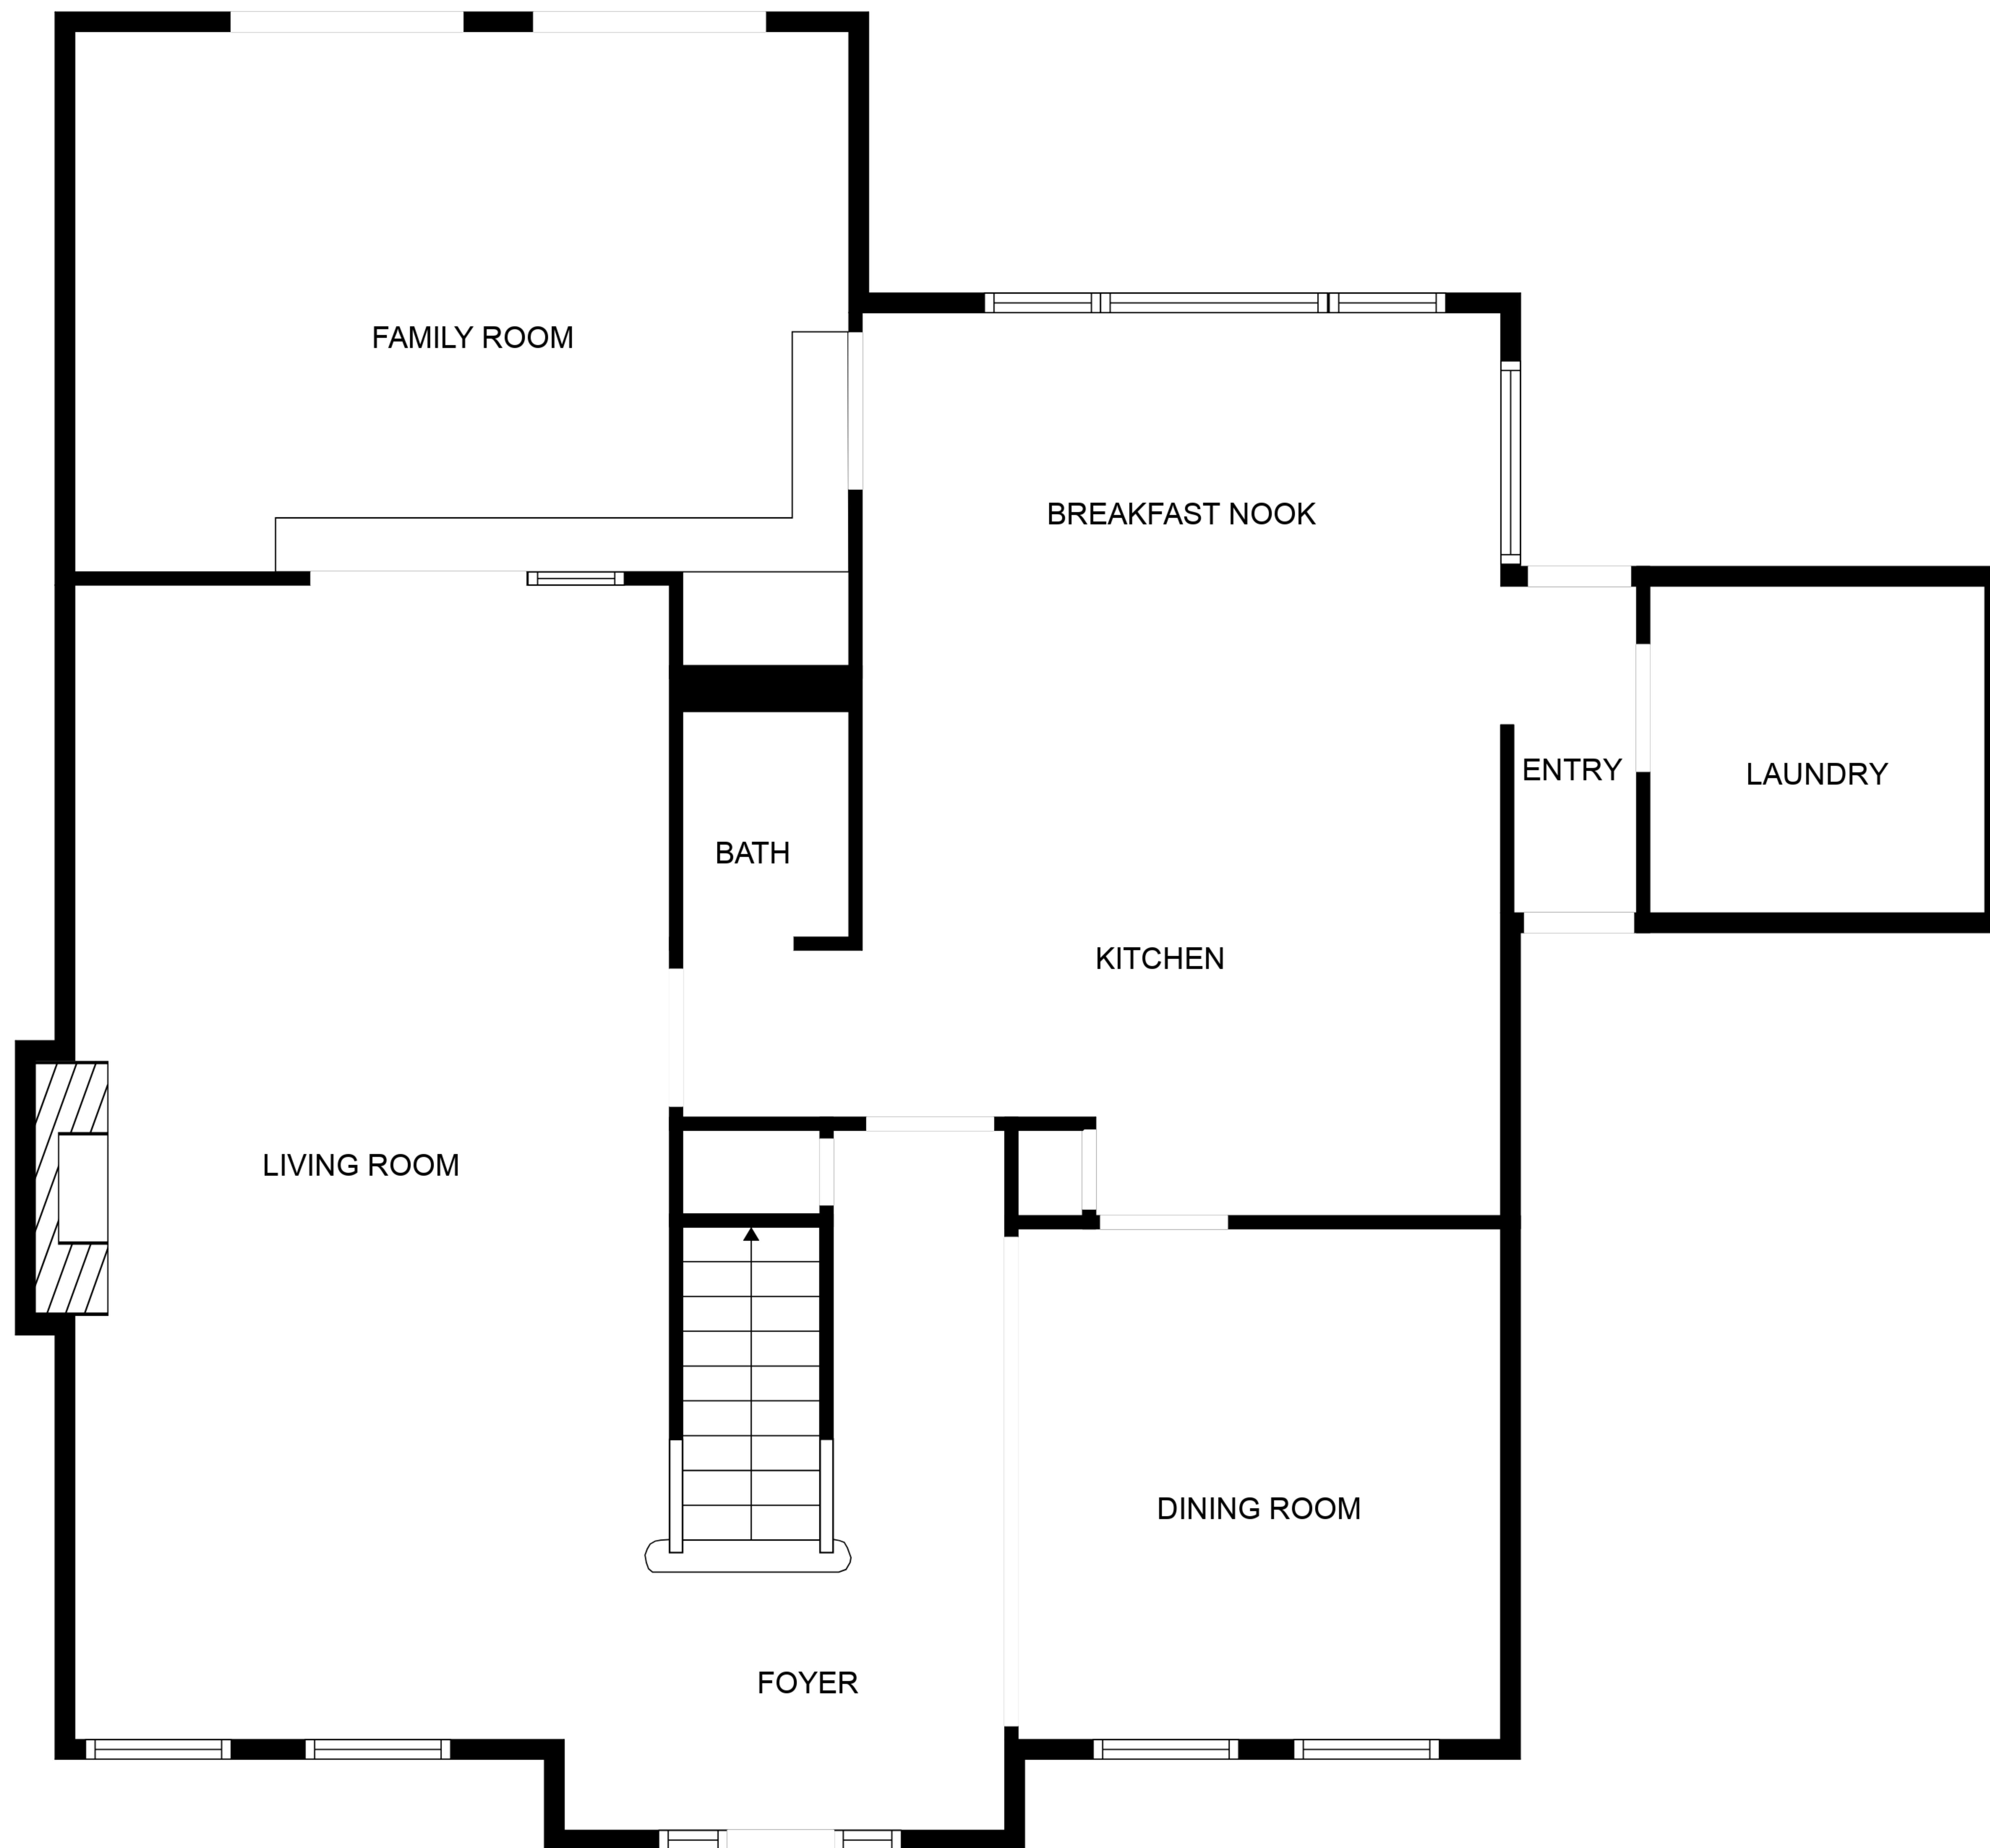 FAMILY ROOM
BREAKFAST NOOK
ENTRY
LAUNDRY
BATH
KITCHEN
LIVING ROOM
DINING ROOM
FOYER